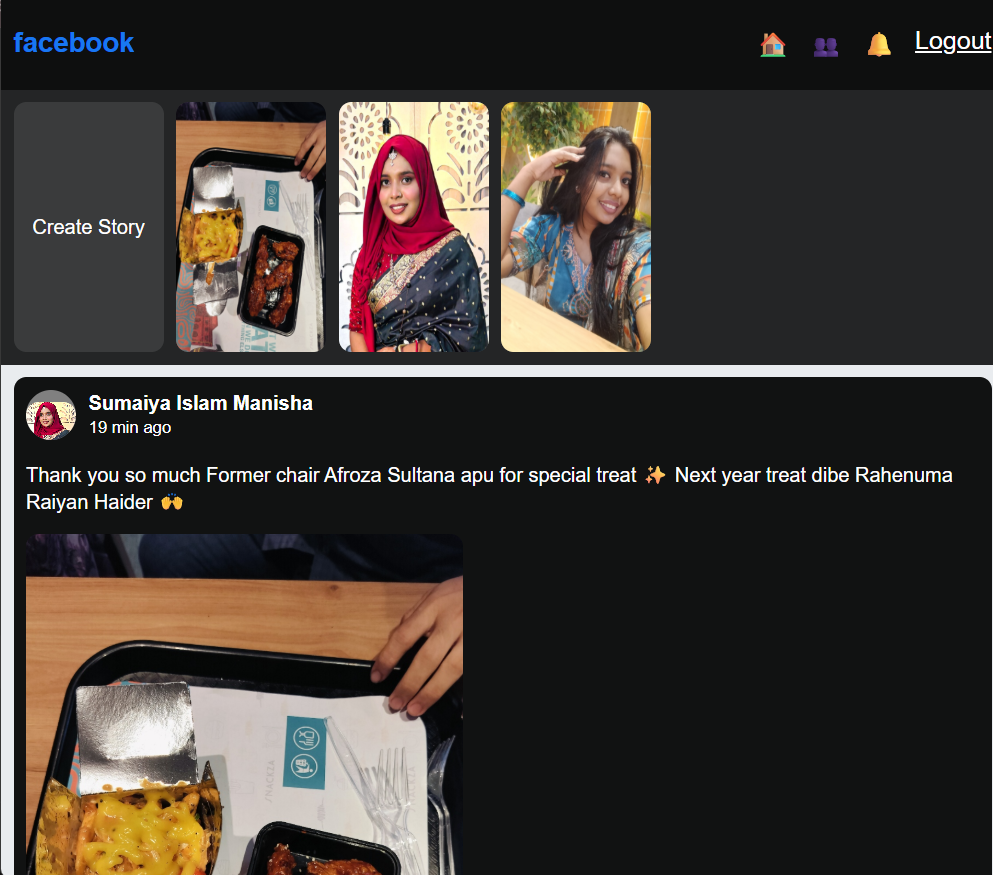 facebook
Logout
Create Story
Sumaiya Islam Manisha
19 min ago
Thank you so much Former chair Afroza Sultana apu for special treat ✨ Next year treat dibe Rahenuma
Raiyan Haider 🙌